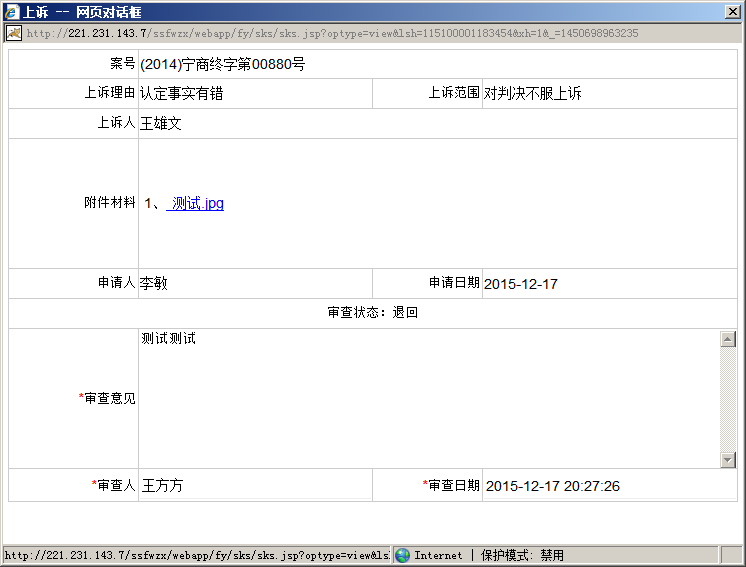 上诉 -- 网页对话框
http://221.231.143.7/ssfwzx/webapp/fy/sks/sks.jsp?optype=view&lsh=115100001183454&xh=1&_=1450698963235
案号 (2014)宁商终字第00880号
上诉理由 认定事实有错 上诉范围 对判决不服上诉
上诉人 王雄文
附件材料 1、 测试.jpg
申请人 李敏 申请日期 2015-12-17
审查状态：退回
测试测试
*审查意见
*审查人 王方方 *审查日期 2015-12-17 20:27:26
http://221.231.143.7/ssfwzx/webapp/fy/sks/sks.jsp?optype=view&ls Internet | 保护模式: 禁用